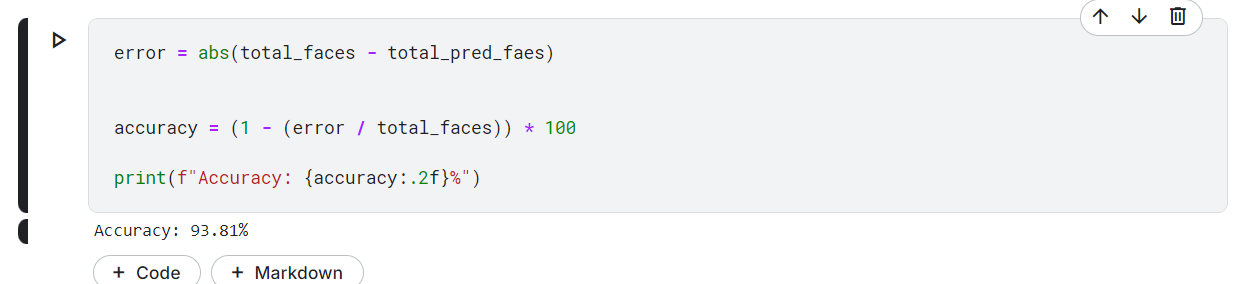 error = abs(total_faces - total_pred_faes)
accuracy = (1 - (error / total_faces)) * 100
print(f"Accuracy: {accuracy:.2f}%")
Accuracy: 93.81%
+ Code + Markdown